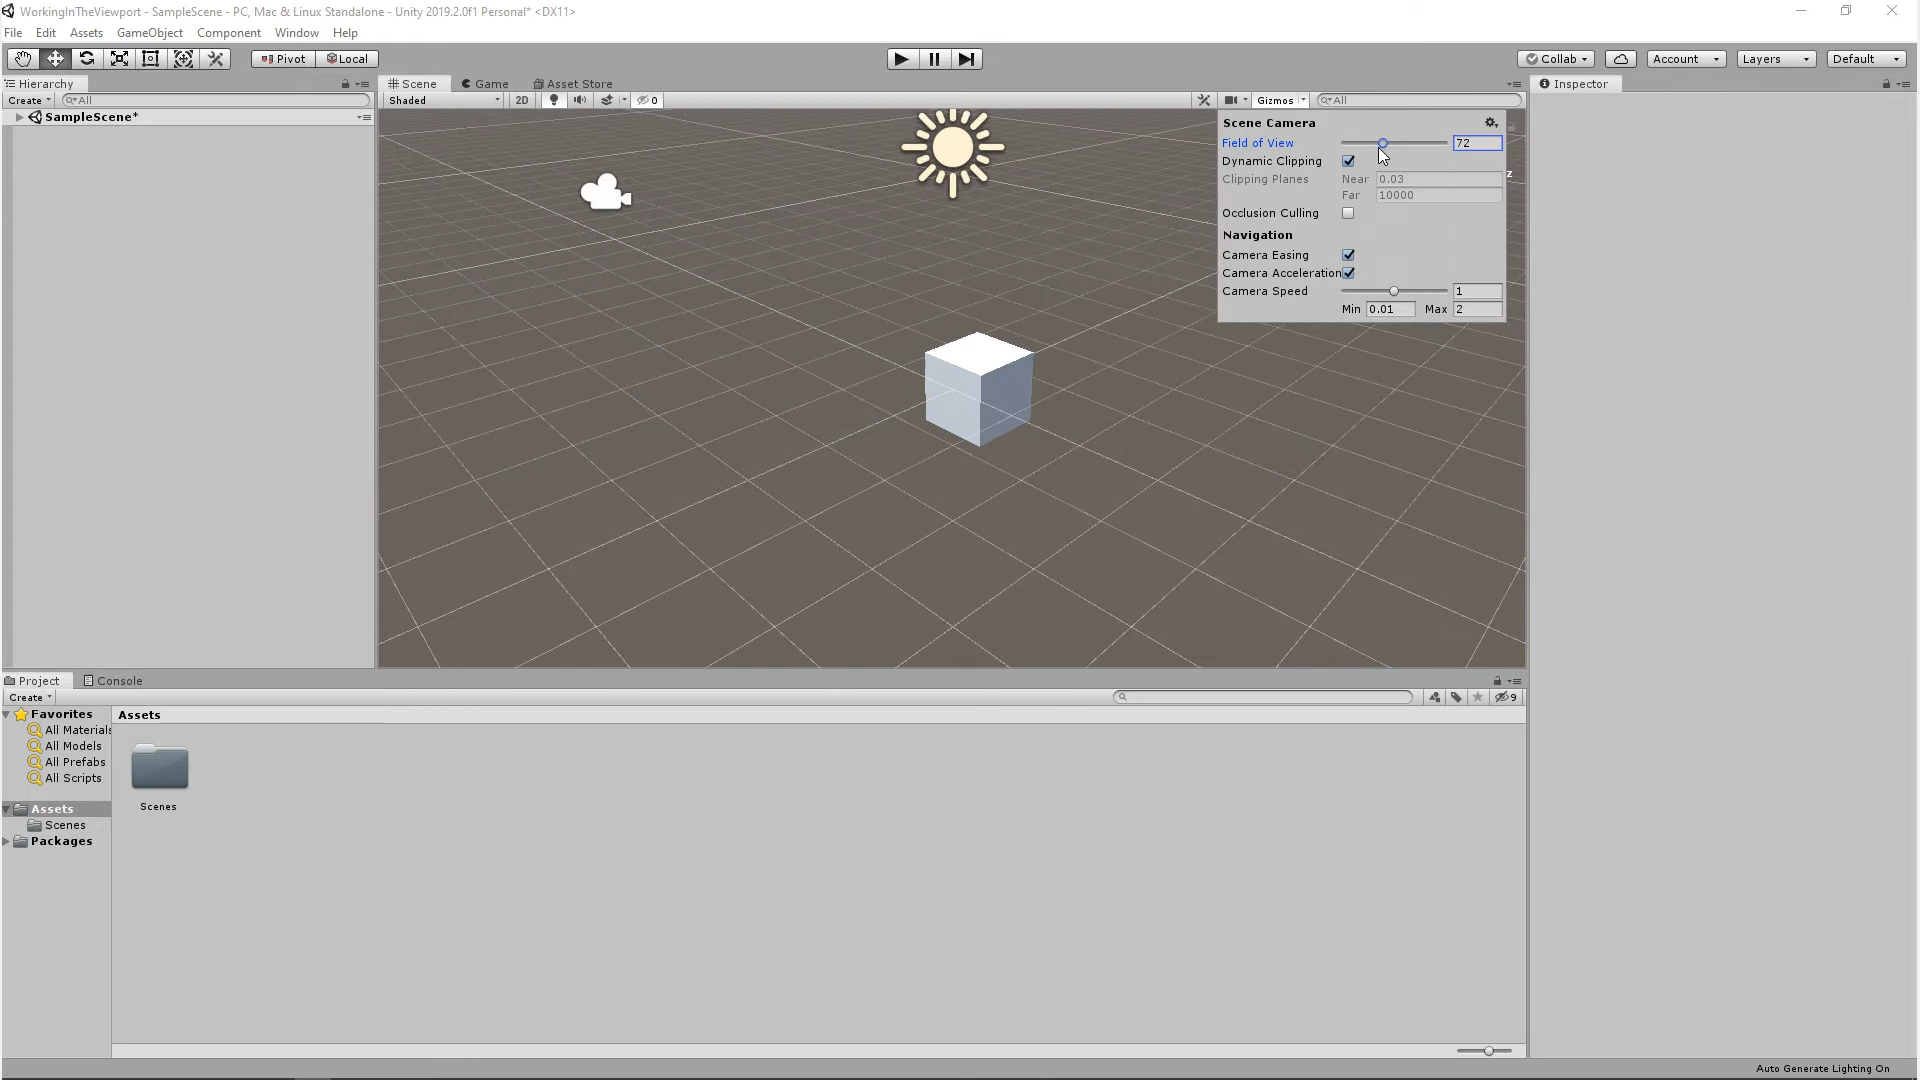 WorkingInTheViewport - SampleScene - PC, Mac & Linux Standalone - Unity 2019.2.0f1 Personal* <DX11>
File Edit Assets GameObject Component Window Help
Pivot Local Collab Account Layers Default
Hierarchy Scene Game Asset Store Inspector
Create All Shaded 2D 0 Gizmos All
SampleScene*
Scene Camera
Field of View 72
Dynamic Clipping
z
Clipping Planes Near 0.03
Far 10000
Occlusion Culling
Navigation
Camera Easing
Camera Acceleration
Camera Speed 1
Min 0.01 Max 2
Project Console
Create 9
Favorites Assets
All Materials
All Models
All Prefabs
All Scripts
Scenes
Assets
Scenes
Packages
Auto Generate Lighting On